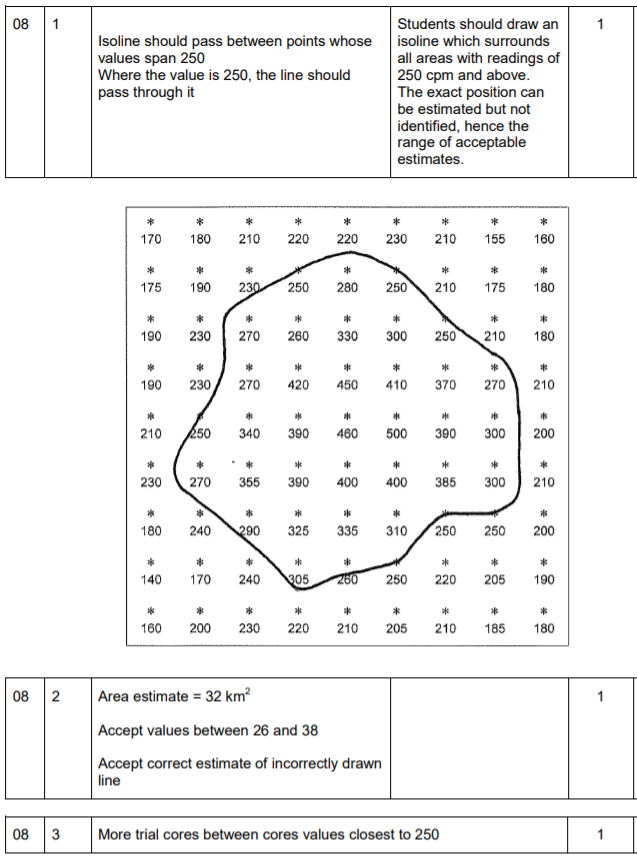 08 1 Isoline should pass between points whose
values span 250
Where the value is 250, the line should
pass through it
Students should draw an
isoline which surrounds
all areas with readings of
250 cpm and above.
The exact position can
be estimated but not
identified, hence the
range of acceptable
estimates.
1
* * * * * * * * *
170 180 210 220 220 230 210 155 160
* * * * * * * * *
175 190 230 250 280 250 210 175 180
* * * * * * * * *
190 230 270 260 330 300 250 210 180
* * * * * * * * *
190 230 270 420 450 410 370 270 210
* * * * * * * * *
210 250 340 390 460 500 390 300 200
* * * * * * * * *
230 270 355 390 400 400 385 300 210
* * * * * * * * *
180 240 290 325 335 310 250 250 200
* * * * * * * * *
140 170 240 305 260 250 220 205 190
* * * * * * * * *
160 200 230 220 210 205 210 185 180
08 2 Area estimate = 32 km² 1
Accept values between 26 and 38
Accept correct estimate of incorrectly drawn
line
08 3 More trial cores between cores values closest to 250 1